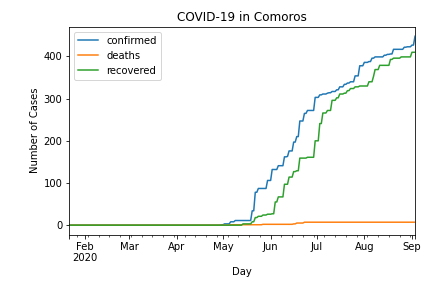 COVID-19 in Comoros
confirmed
deaths
recovered
Number of Cases
400
300
200
100
0
Feb Mar Apr May Jun Jul Aug Sep
2020
Day